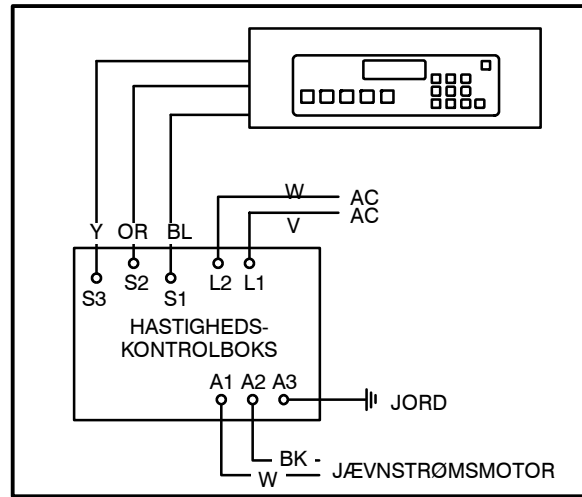 W AC
AC
V
Y OR BL
S3 S2 S1 L2 L1
HASTIGHEDS-
KONTROLBOKS
A1 A2 A3
JORD
BK
W
JÆVNSTRØMSMOTOR